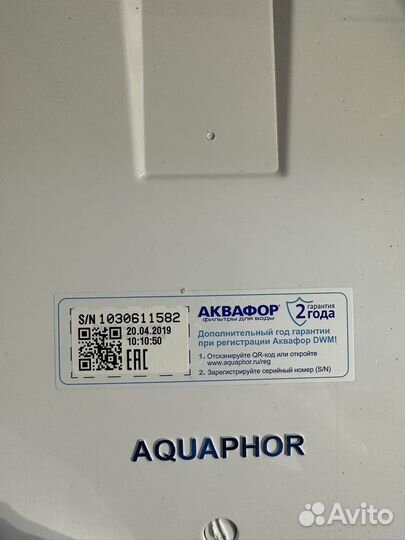 S/N 1030611582
20.04.2019
10:10:50
EAC
АКВАФОР®
фильтры для воды
2 гарантия
года
Дополнительный год гарантии
при регистрации Аквафор DWM!
1. Отсканируйте QR-код или откройте
www.aquaphor.ru/reg
2. Зарегистрируйте серийный номер (S/N)
AQUAPHOR
Avito